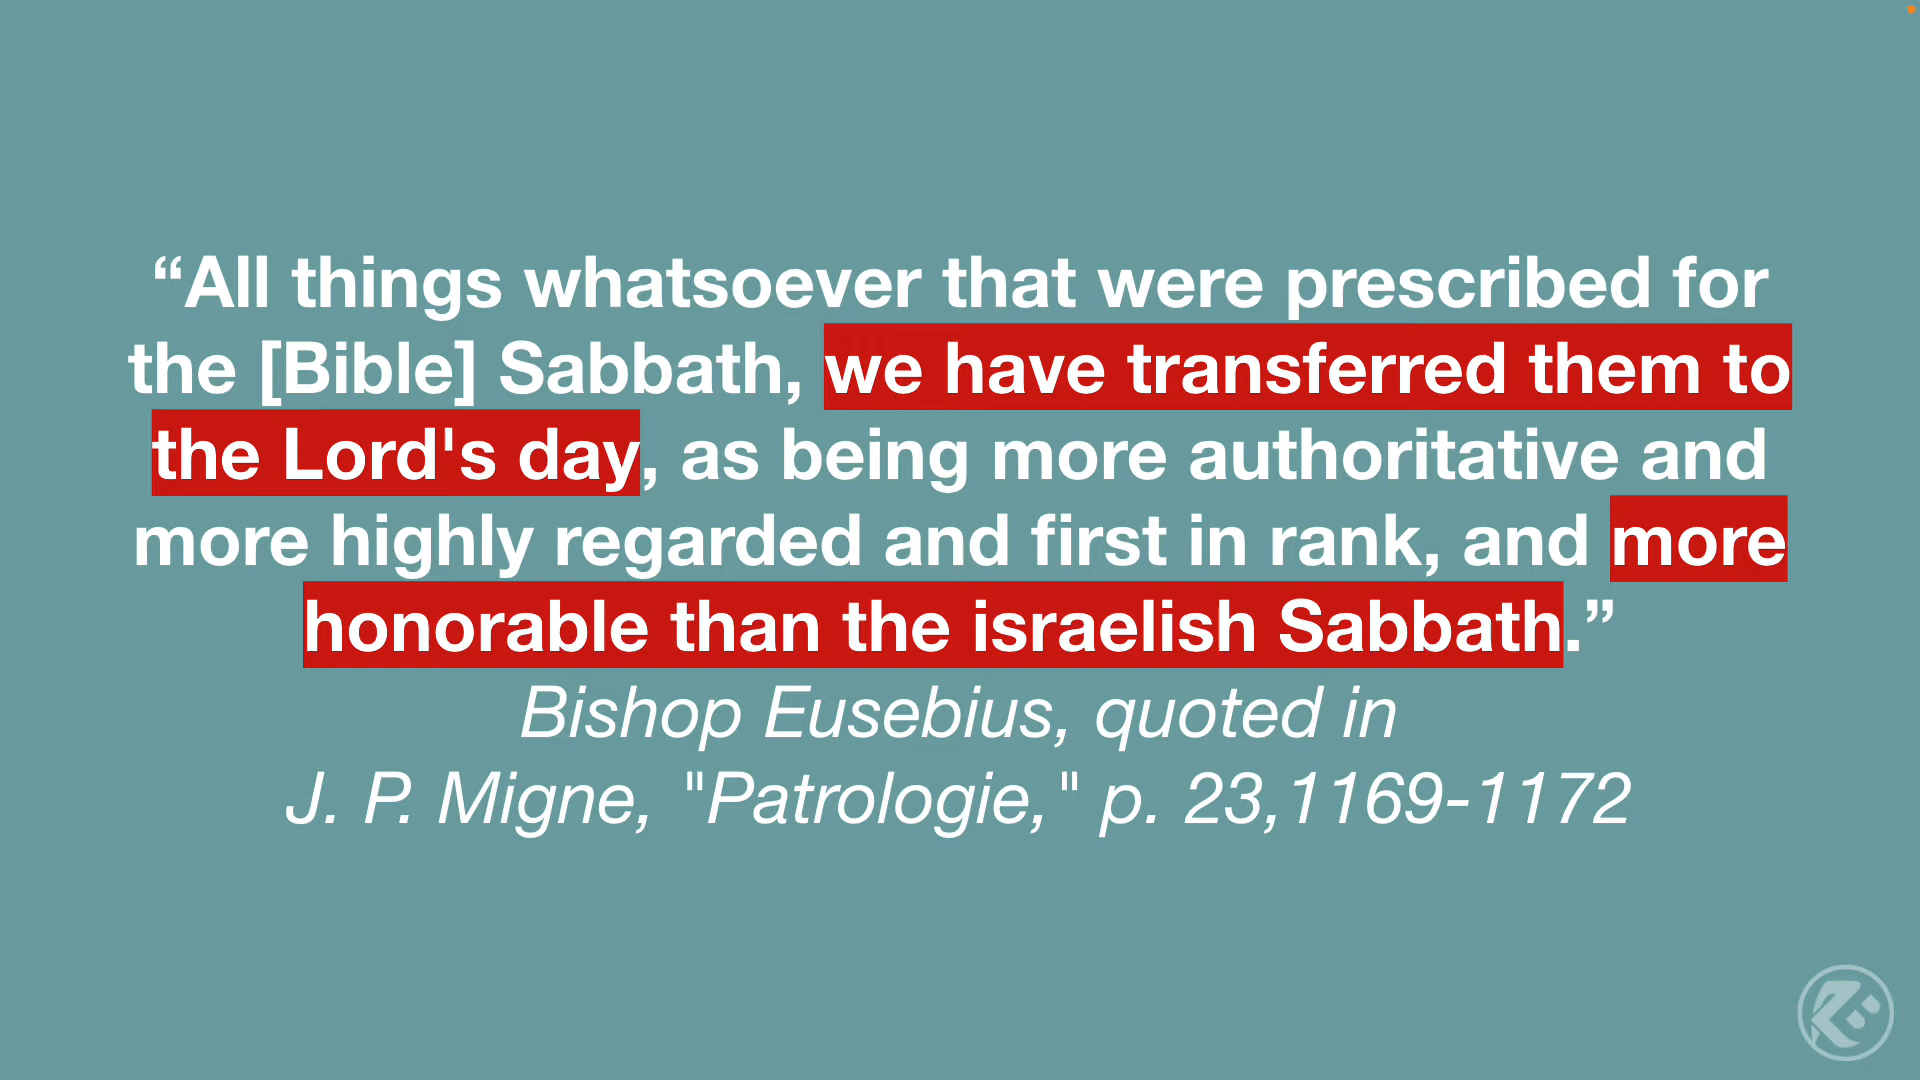 “All things whatsoever that were prescribed for
the [Bible] Sabbath, we have transferred them to
the Lord's day, as being more authoritative and
more highly regarded and first in rank, and more
honorable than the israelish Sabbath.”
Bishop Eusebius, quoted in
J. P. Migne, "Patrologie," p. 23,1169-1172